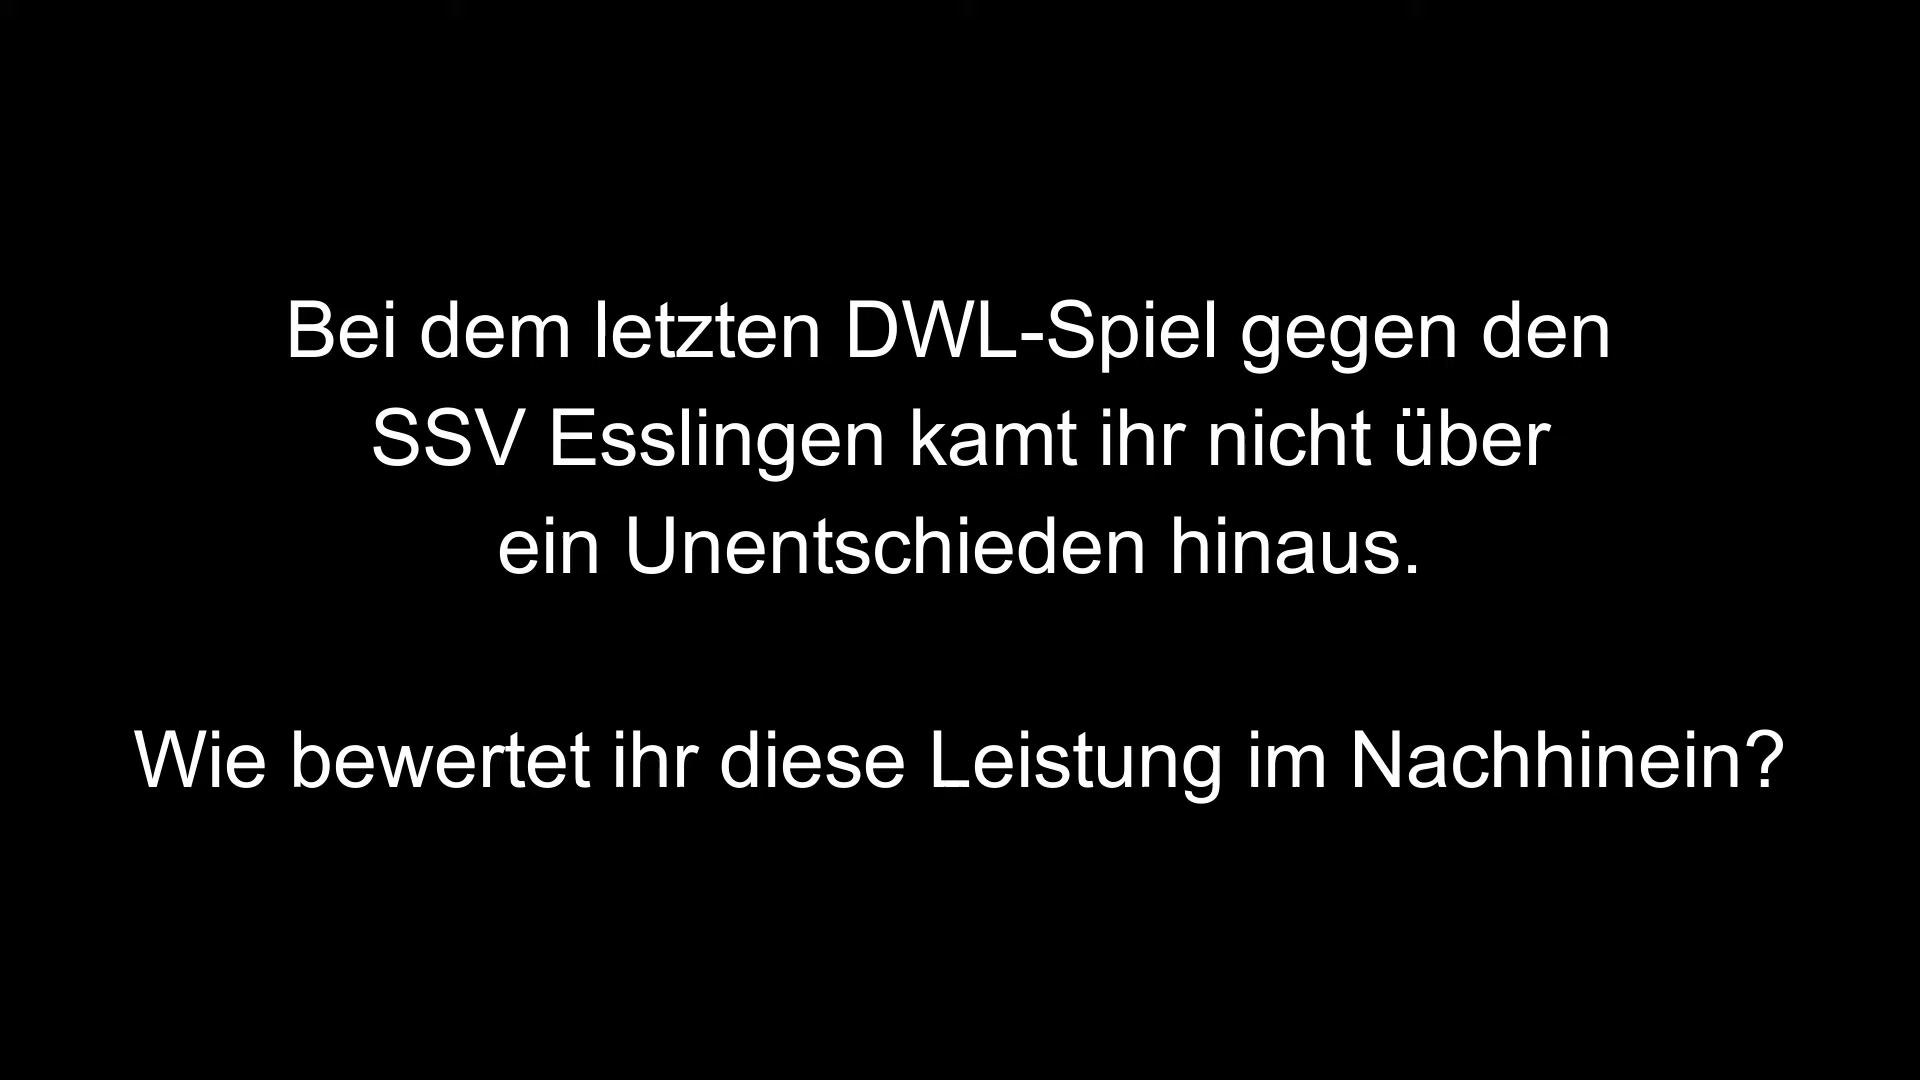 Bei dem letzten DWL-Spiel gegen den
SSV Esslingen kamt ihr nicht über
ein Unentschieden hinaus.
Wie bewertet ihr diese Leistung im Nachhinein?